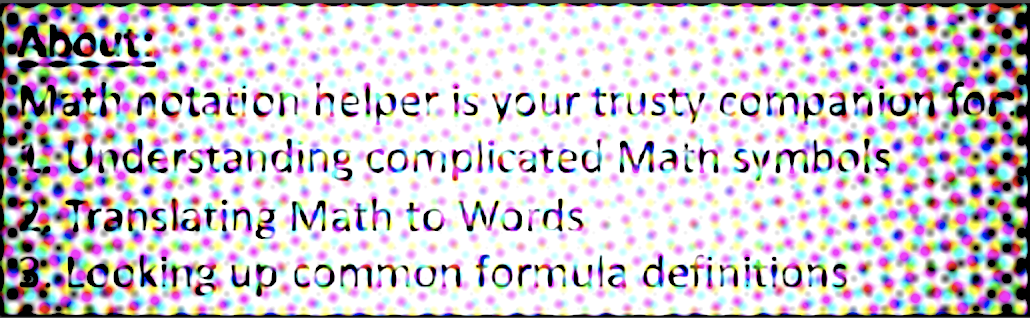 About:
Math notation helper is your trusty companion for:
1. Understanding complicated Math symbols
2. Translating Math to Words
3. Looking up common formula definitions